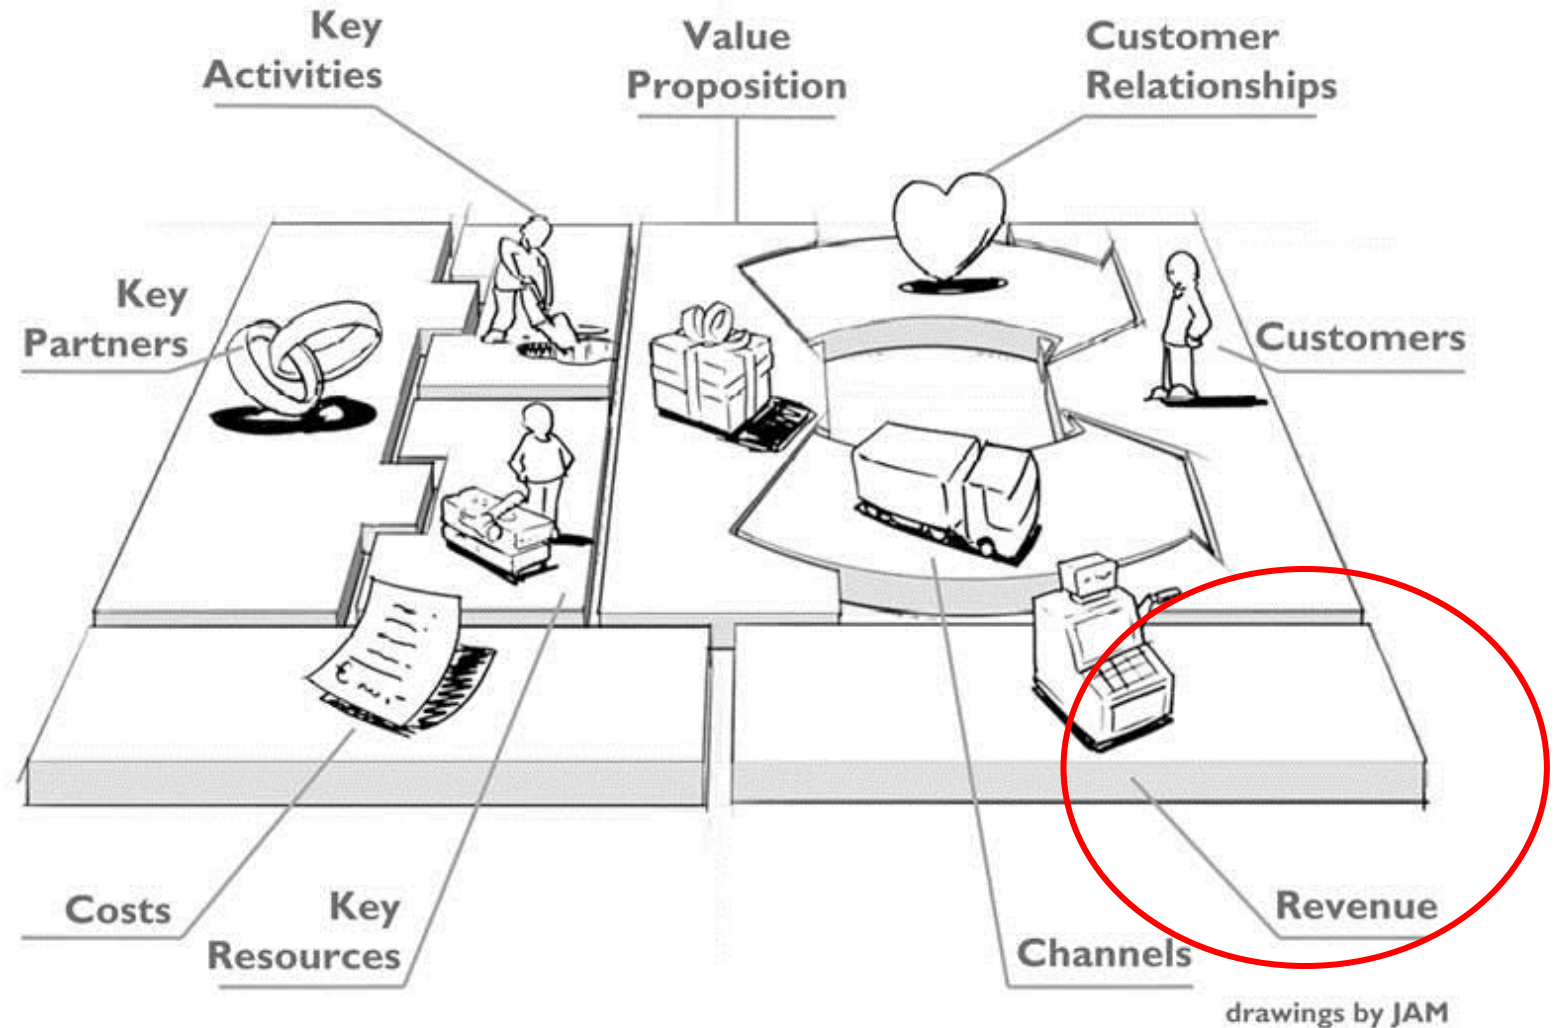 Key
Activities
Value
Proposition
Customer
Relationships
Key
Partners
Customers
€
Costs
Key
Resources
Channels
Revenue
drawings by JAM